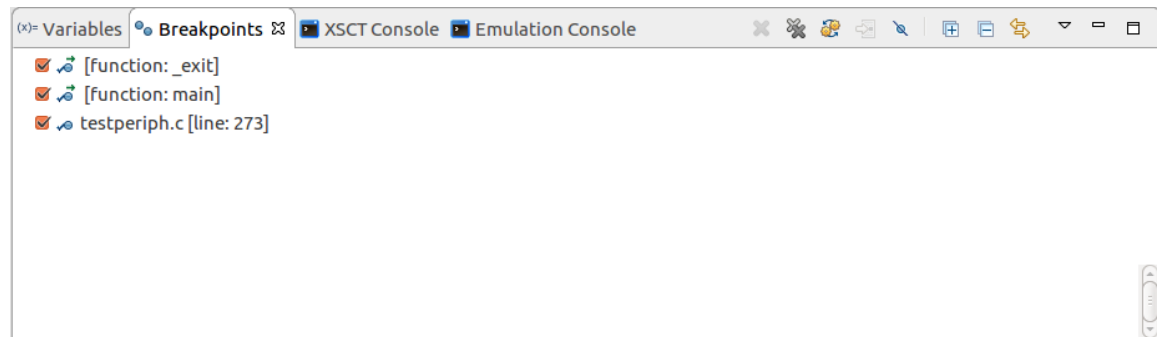 (x)= Variables Breakpoints XSCT Console Emulation Console
[function: _exit]
[function: main]
testperiph.c [line: 273]